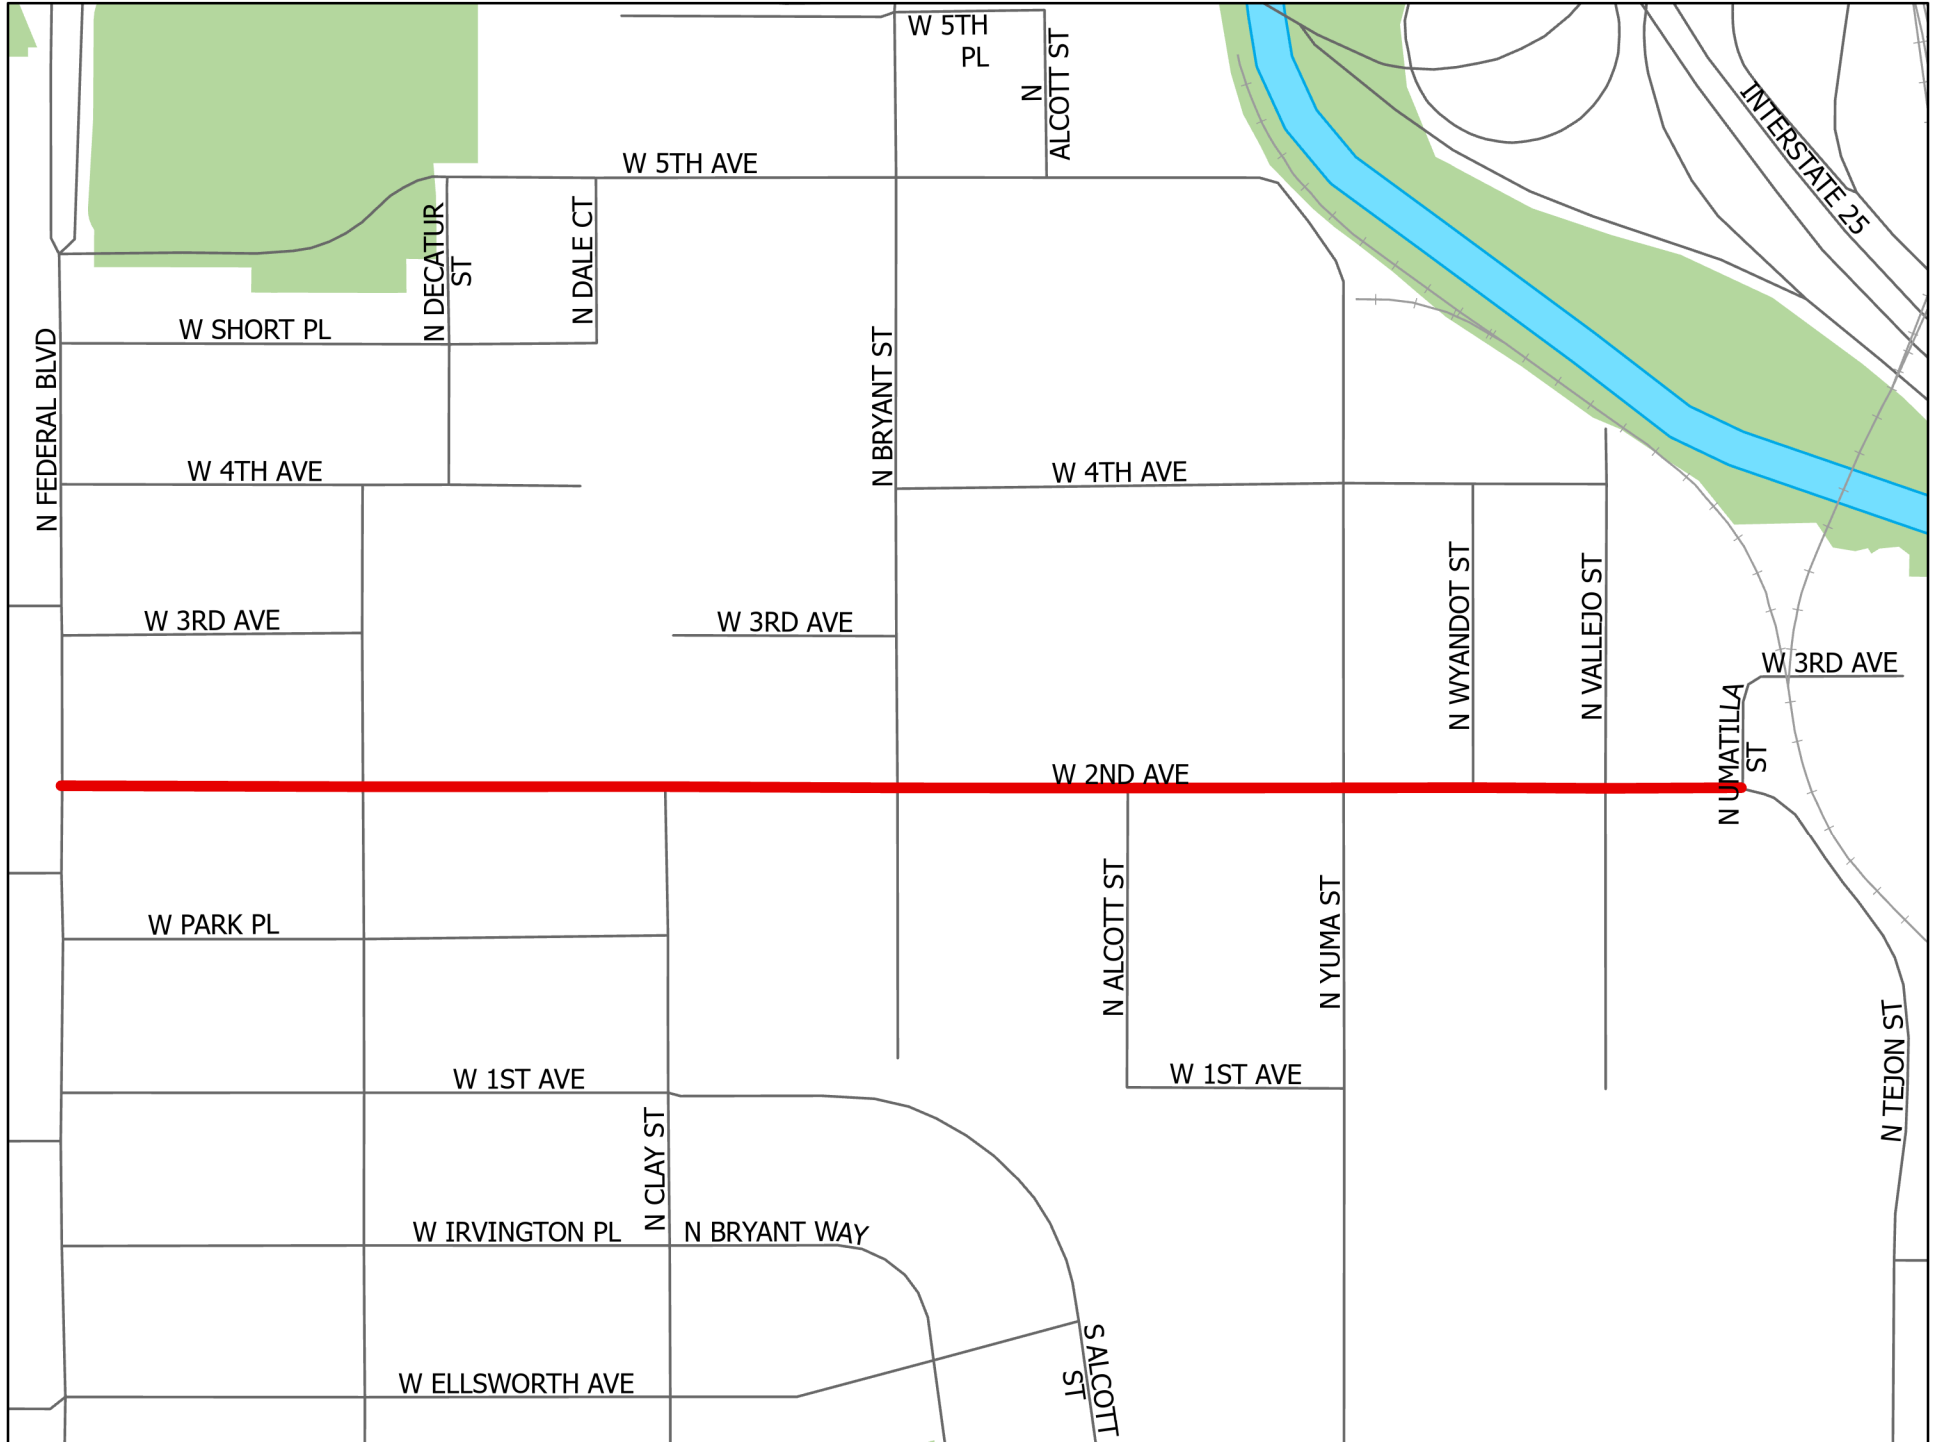 W 5TH
PL
N
ALCOTT ST
INTERSTATE 25
W 5TH AVE
N DECATUR
ST
N DALE CT
W SHORT PL
N FEDERAL BLVD
N BRYANT ST
W 4TH AVE
W 4TH AVE
N WYANDOT ST
N VALLEJO ST
W 3RD AVE
W 3RD AVE
W 3RD AVE
N UMATILLA
ST
W 2ND AVE
N ALCOTT ST
N YUMA ST
W PARK PL
N TEJON ST
W 1ST AVE
W 1ST AVE
N CLAY ST
W IRVINGTON PL
N BRYANT WAY
S ALCOTT
ST
W ELLSWORTH AVE